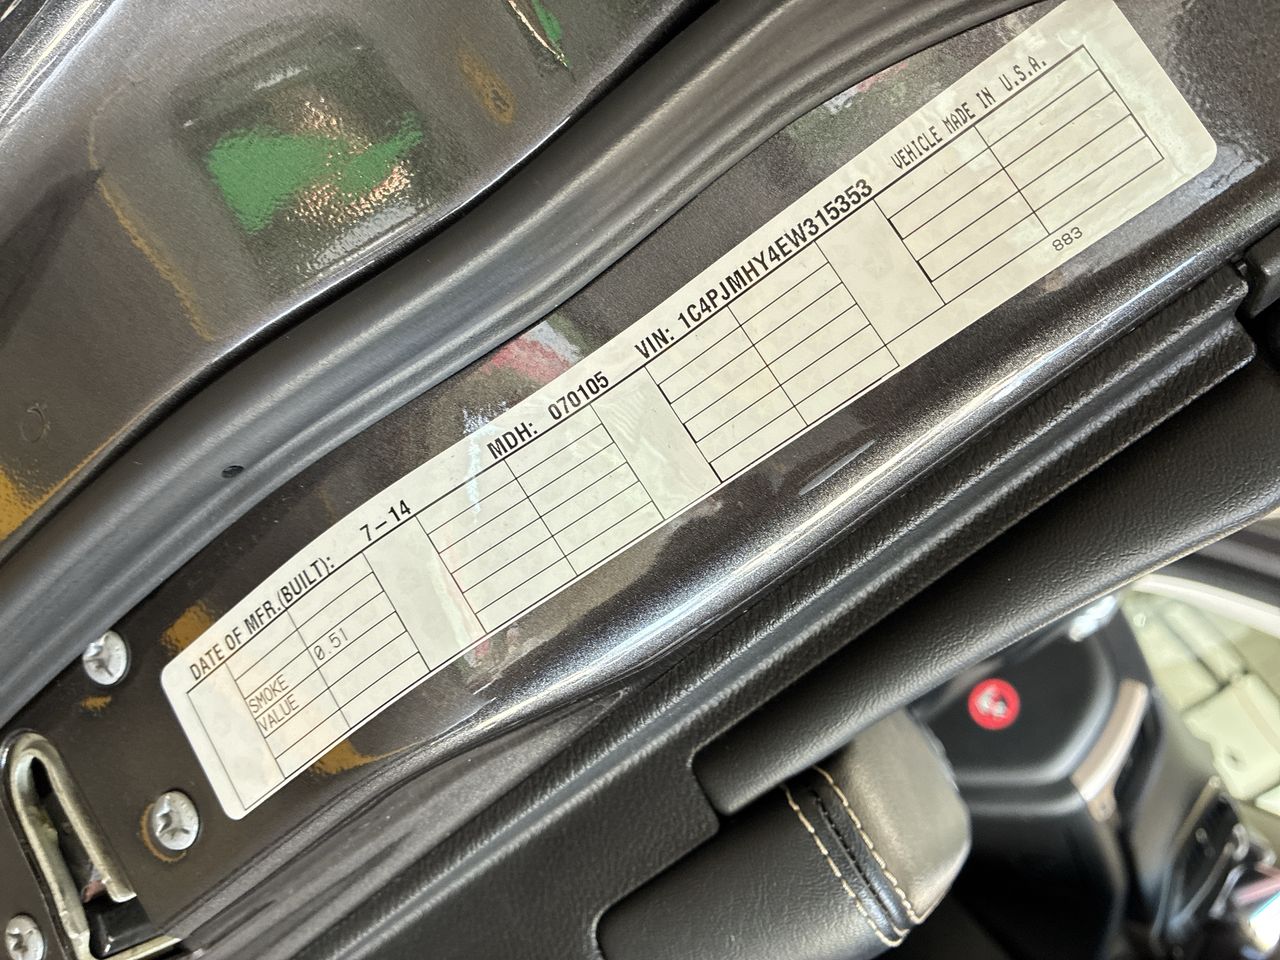 DATE OF MFR.(BUILT): 7-14 MDH: 070105 VIN: 1C4PJMHY4EW315353 VEHICLE MADE IN U.S.A.
SMOKE VALUE 0.51
883